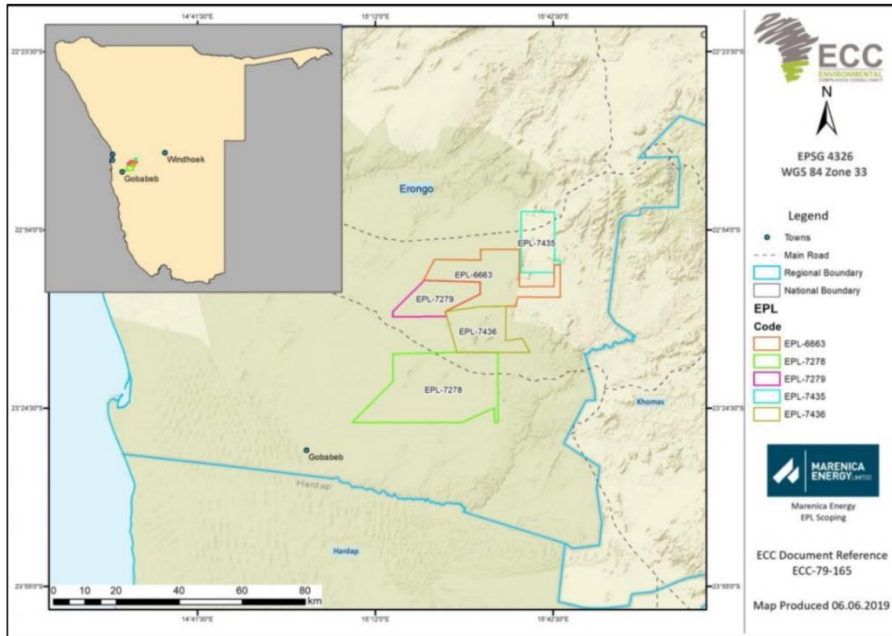 14°41'30"E
15°12'0"E
15°42'30"E
22°23'30"S
22°23'30"S
Windhoek
Gobabeb
Erongo
Erongo
22°54'0"S
22°54'0"S
EPL-7435
EPL-6663
EPL-7279
EPL-7436
EPL-7278
Khomas
23°24'30"S
23°24'30"S
Gobabeb
Hardap
Hardap
23°55'0"S
23°55'0"S
0
10
20
40
60
80
km
14°41'30"E
15°12'0"E
15°42'30"E
ECC
ENVIRONMENTAL
COMPLIANCE CONSULTANCY
N
EPSG 4326
WGS 84 Zone 33
Legend
Towns
Main Road
Regional Boundary
National Boundary
EPL
Code
EPL-6663
EPL-7278
EPL-7279
EPL-7435
EPL-7436
MARENICA
ENERGY LIMITED
Marenica Energy
EPL Scoping
ECC Document Reference
ECC-79-165
Map Produced 06.06.2019